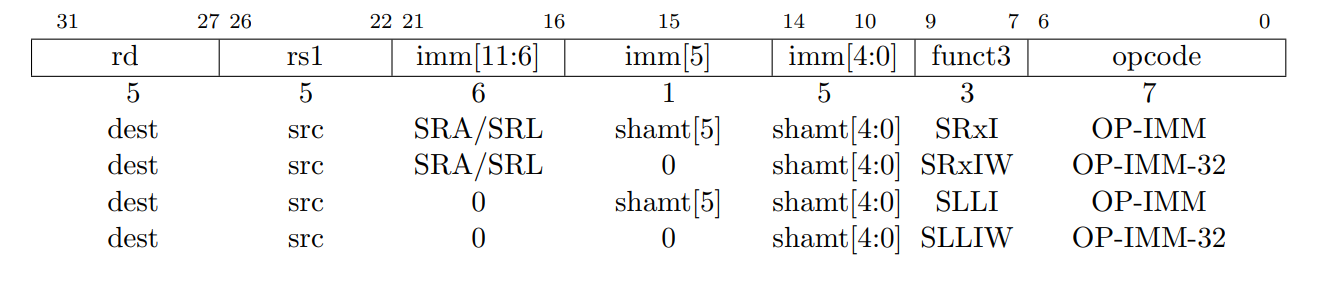 31 27 26 22 21 16 15 14 10 9 7 6 0
rd rs1 imm[11:6] imm[5] imm[4:0] funct3 opcode
5 5 6 1 5 3 7
dest src SRA/SRL shamt[5] shamt[4:0] SRxI OP-IMM
dest src SRA/SRL 0 shamt[4:0] SRxIW OP-IMM-32
dest src 0 shamt[5] shamt[4:0] SLLI OP-IMM
dest src 0 0 shamt[4:0] SLLIW OP-IMM-32